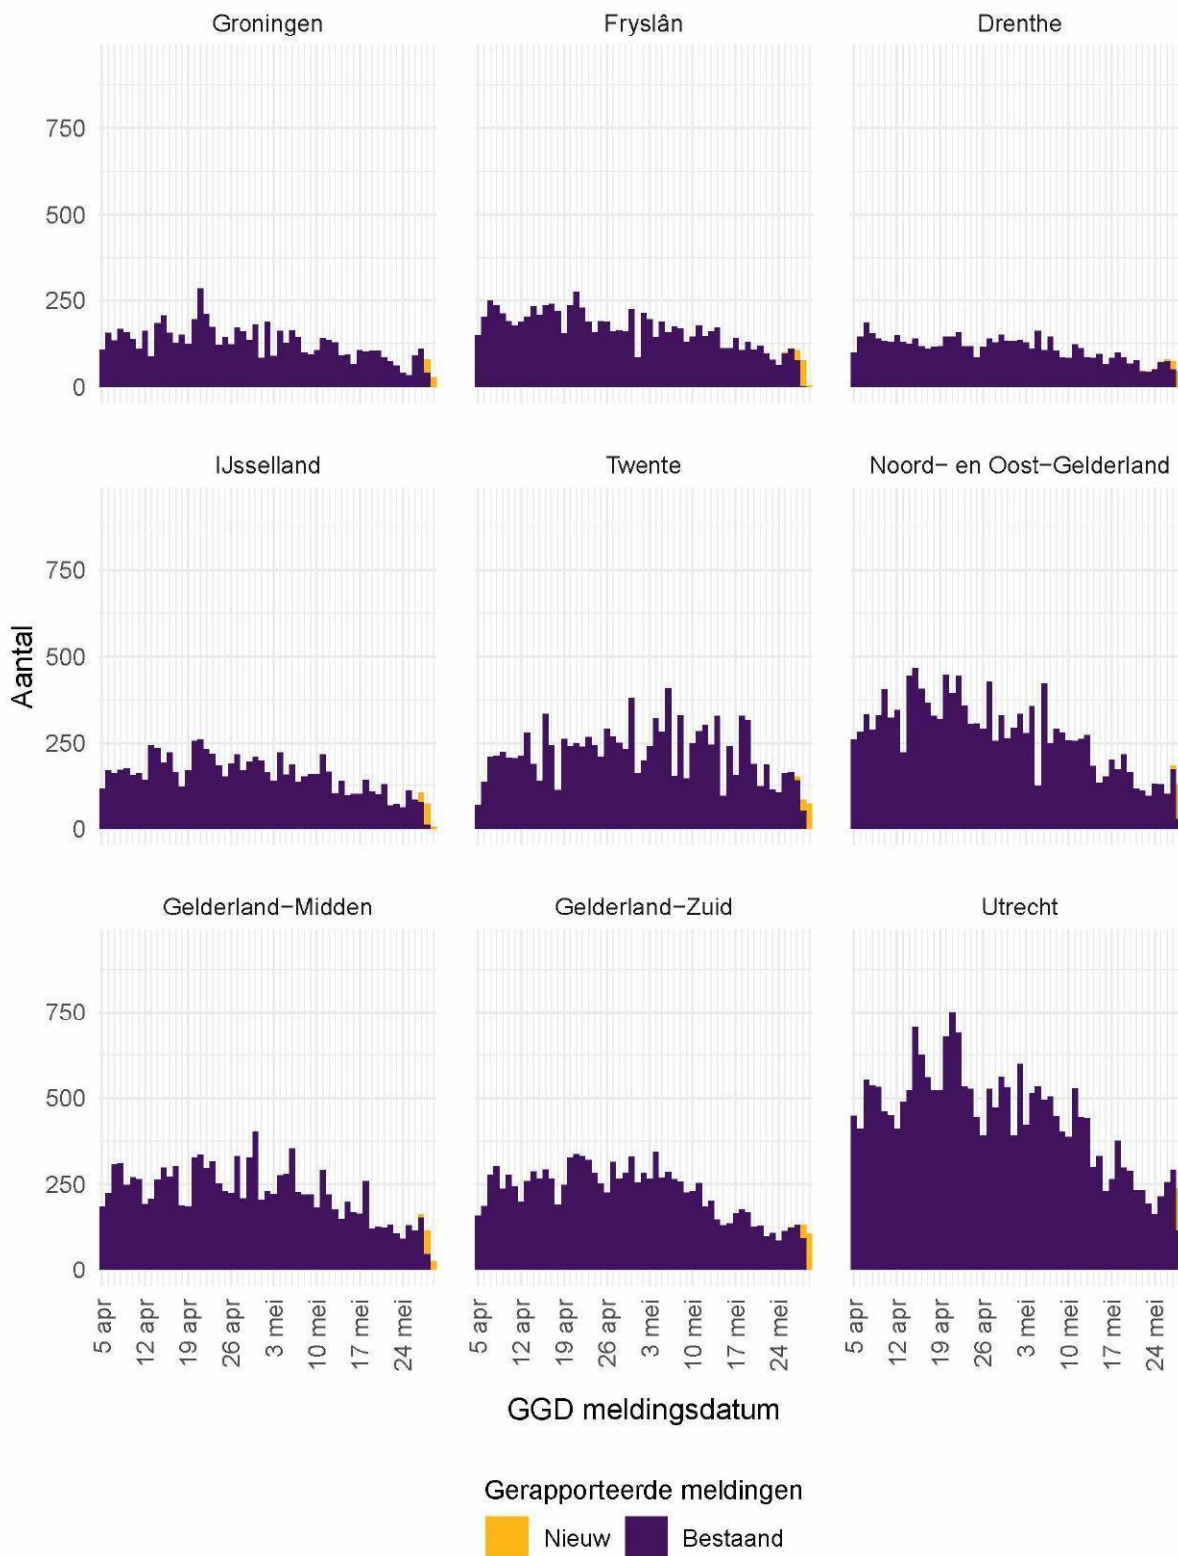 Groningen Fryslân Drenthe
750
500
250
0
IJsselland Twente Noord- en Oost-Gelderland
Aantal
750
500
250
0
Gelderland-Midden Gelderland-Zuid Utrecht
750
500
250
0
5 apr 12 apr 19 apr 26 apr 3 mei 10 mei 17 mei 24 mei 5 apr 12 apr 19 apr 26 apr 3 mei 10 mei 17 mei 24 mei 5 apr 12 apr 19 apr 26 apr 3 mei 10 mei 17 mei 24 mei
GGD meldingsdatum
Gerapporteerde meldingen
Nieuw Bestaand